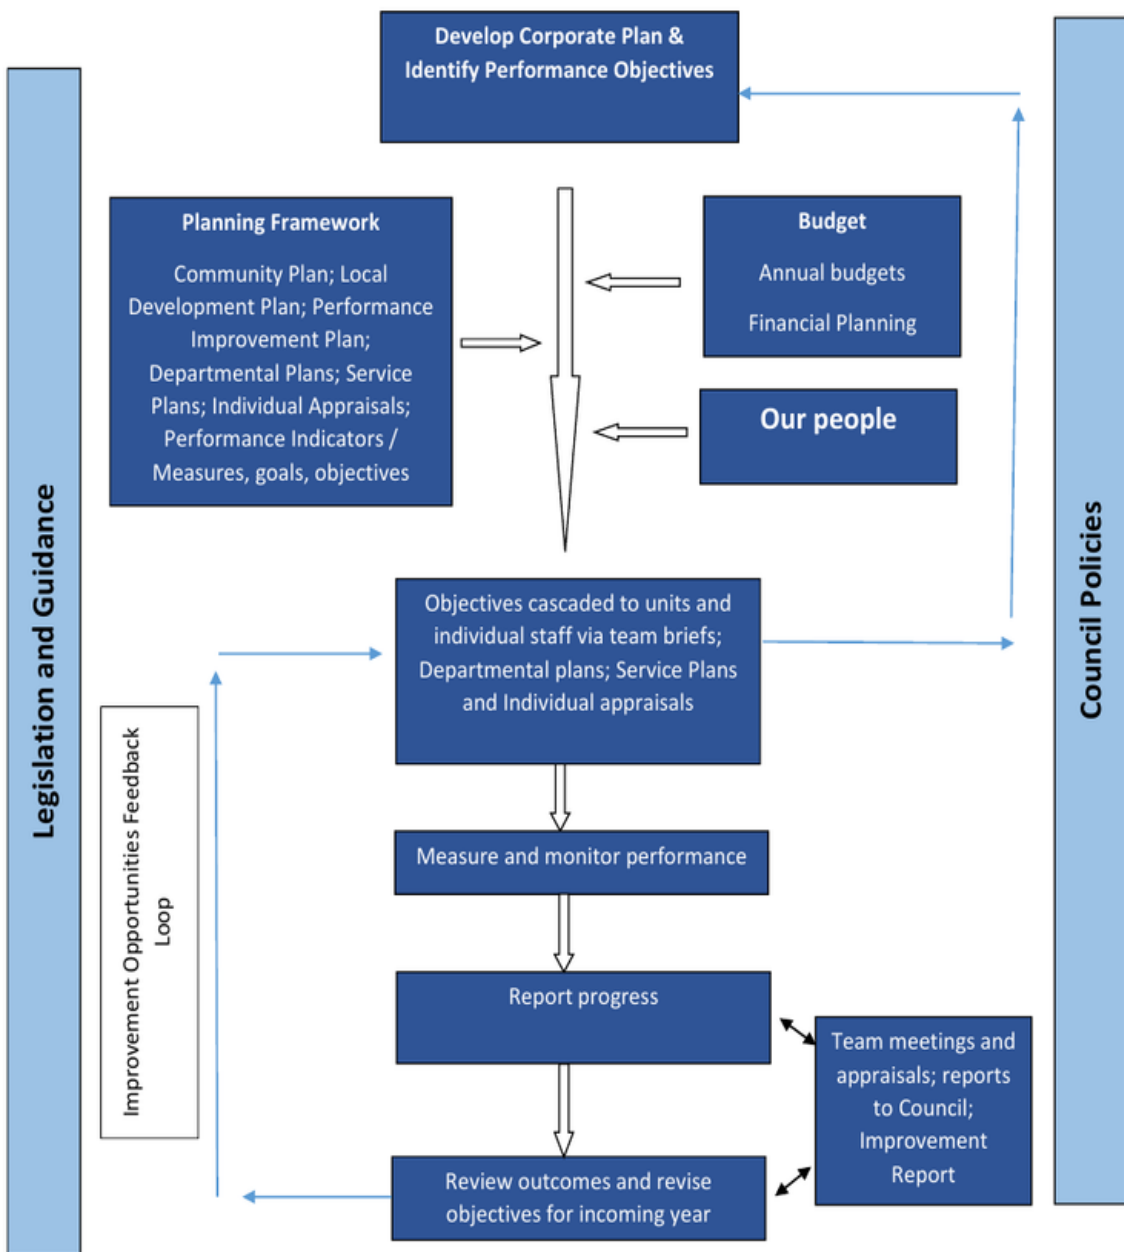 Develop Corporate Plan &
Identify Performance Objectives
Legislation and Guidance
Council Policies
Planning Framework
Community Plan; Local
Development Plan; Performance
Improvement Plan;
Departmental Plans; Service
Plans; Individual Appraisals;
Performance Indicators /
Measures, goals, objectives
Budget
Annual budgets
Financial Planning
Our people
Objectives cascaded to units and
individual staff via team briefs;
Departmental plans; Service Plans
and Individual appraisals
Improvement Opportunities Feedback
Loop
Measure and monitor performance
Report progress
Team meetings and
appraisals; reports
to Council;
Improvement
Report
Review outcomes and revise
objectives for incoming year